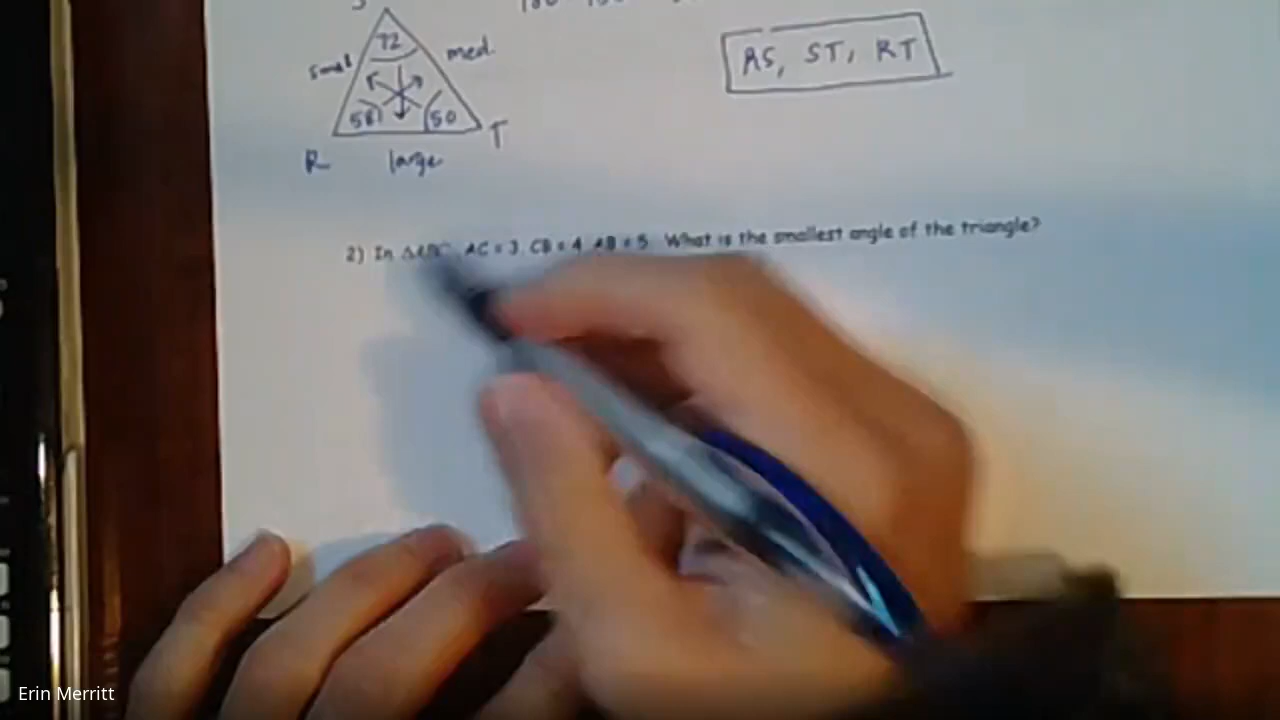 72
small
med.
58
50
T
R
large
RS, ST, RT
2) In △ABC, AC = 3, CB = 4, AB = 5. What is the smallest angle of the triangle?
Erin Merritt